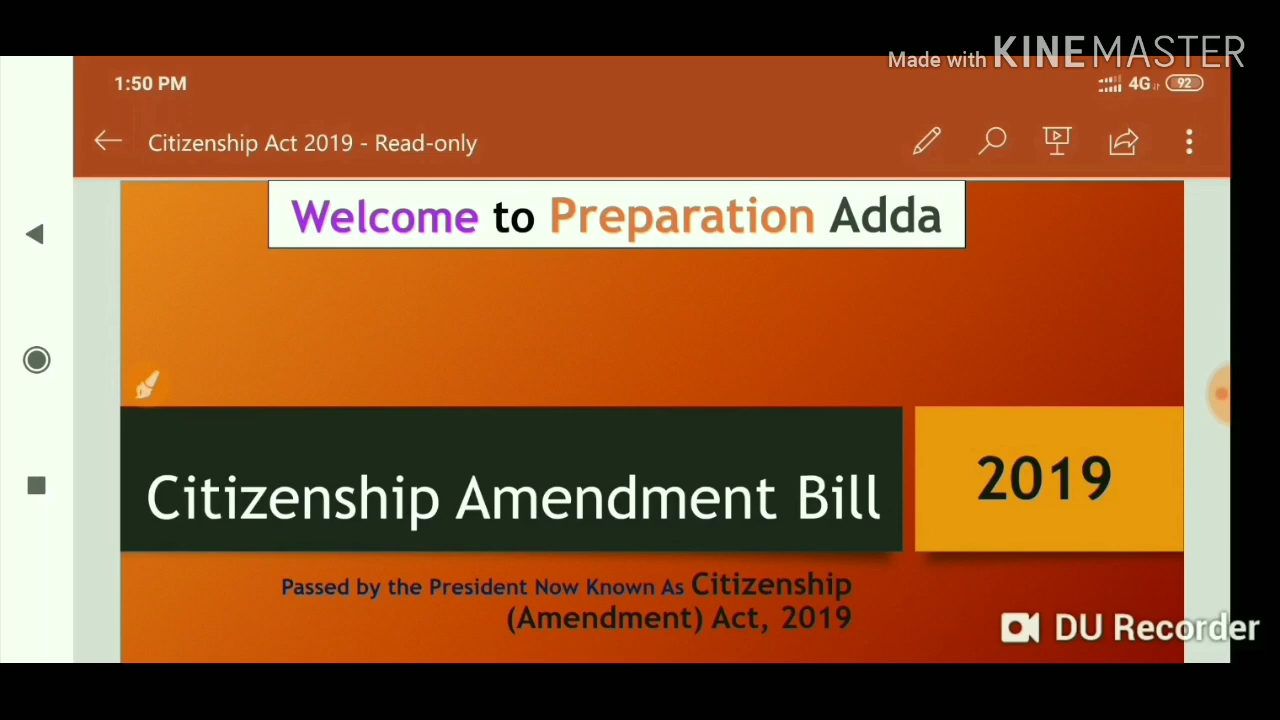 Made with KINEMASTER
1:50 PM
4G 92
Citizenship Act 2019 - Read-only
Welcome to Preparation Adda
Citizenship Amendment Bill
2019
Passed by the President Now Known As Citizenship
(Amendment) Act, 2019
DU Recorder